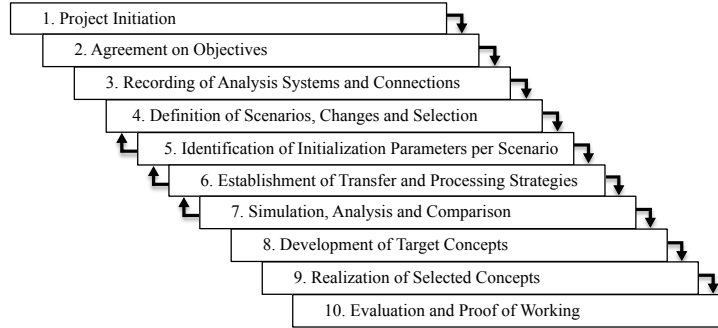 1. Project Initiation
2. Agreement on Objectives
3. Recording of Analysis Systems and Connections
4. Definition of Scenarios, Changes and Selection
5. Identification of Initialization Parameters per Scenario
6. Establishment of Transfer and Processing Strategies
7. Simulation, Analysis and Comparison
8. Development of Target Concepts
9. Realization of Selected Concepts
10. Evaluation and Proof of Working